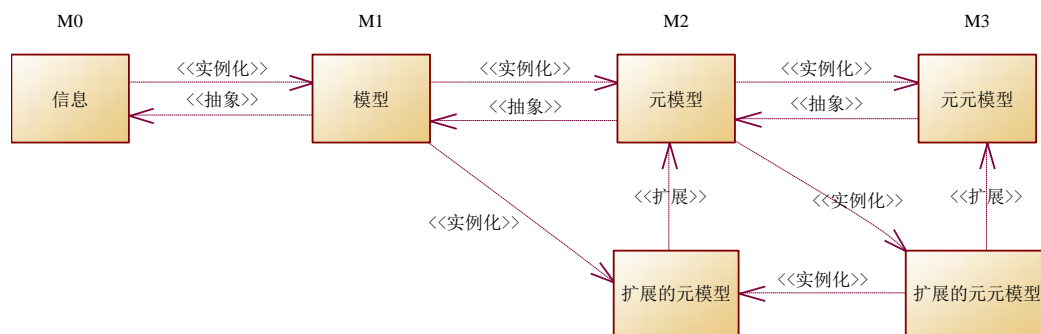 M0
M1
M2
M3
<<实例化>>
<<实例化>>
<<实例化>>
信息
<<抽象>>
模型
<<抽象>>
元模型
<<抽象>>
元元模型
<<实例化>>
<<扩展>>
<<实例化>>
<<扩展>>
扩展的元模型
<<实例化>>
扩展的元元模型